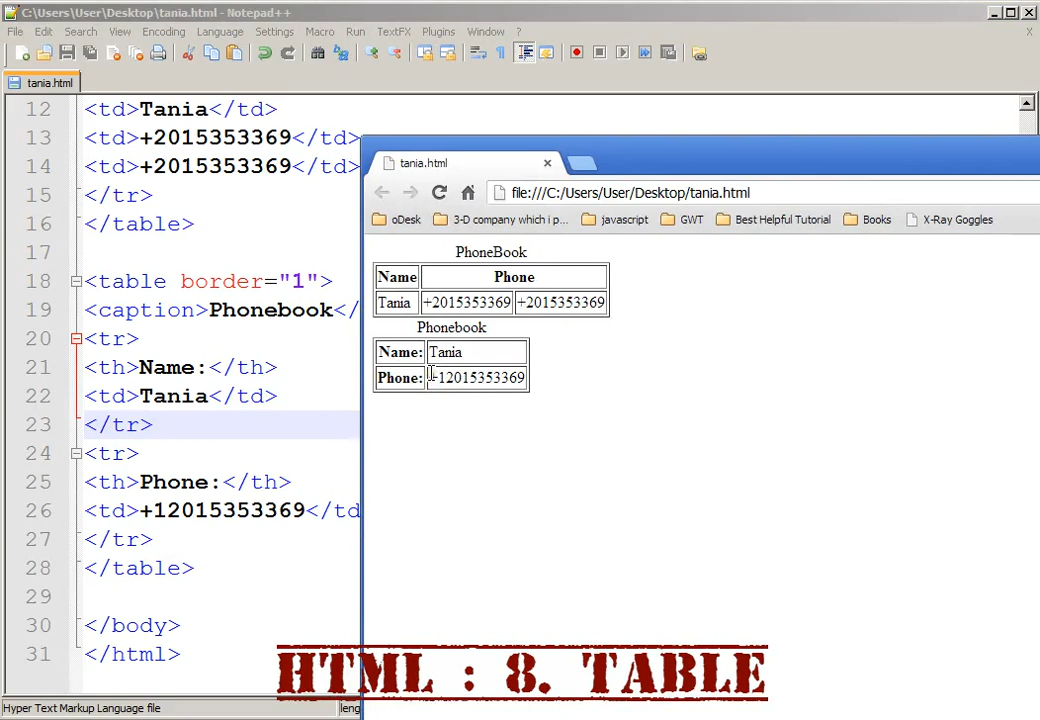 C:\Users\User\Desktop\tania.html - Notepad++
File Edit Search View Encoding Language Settings Macro Run TextFX Plugins Window ? X
tania.html
12 <td>Tania</td>
13 <td>+2015353369</td>
14 <td>+2015353369</td>
15 </tr>
16 </table>
17
18 <table border="1">
19 <caption>Phonebook</
20 <tr>
21 <th>Name:</th>
22 <td>Tania</td>
23 </tr>
24 <tr>
25 <th>Phone:</th>
26 <td>+12015353369</td
27 </tr>
28 </table>
29
30 </body>
31 </html>
Hyper Text Markup Language file leng
tania.html
file:///C:/Users/User/Desktop/tania.html
oDesk 3-D company which i p... javascript GWT Best Helpful Tutorial Books X-Ray Goggles
PhoneBook
Name Phone
Tania +2015353369 +2015353369
Phonebook
Name: Tania
Phone: +12015353369
HTML : 8. TABLE